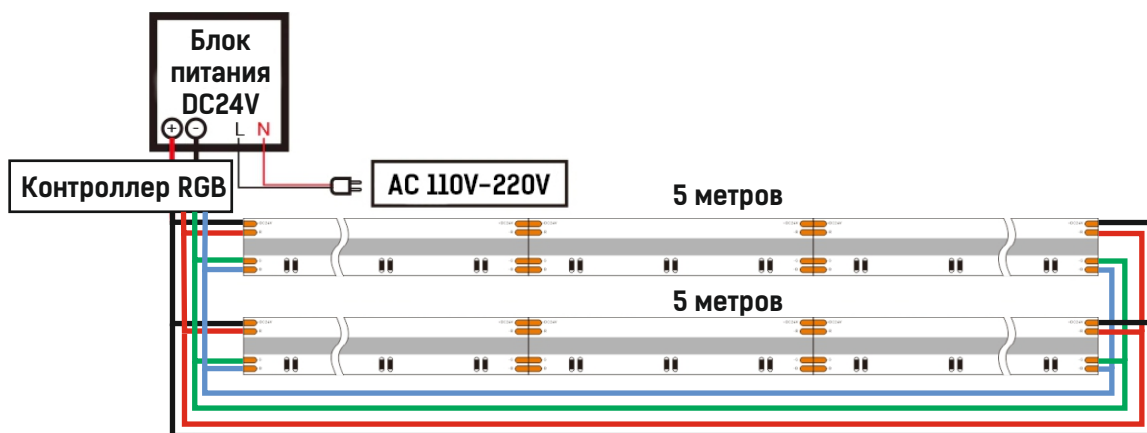 Блок
питания
DC24V
+ -
L N
Контроллер RGB
AC 110V-220V
5 метров
5 метров